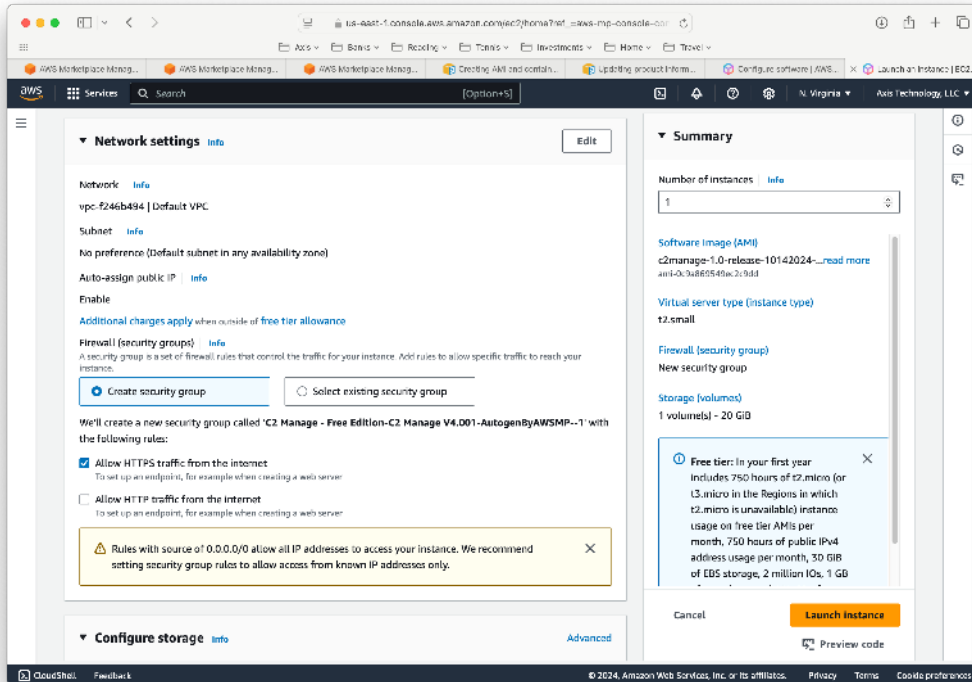 us-east-1.console.aws.amazon.com/ec2/home?ref_=aws-mp-console-cor
Axis
Banks
Reading
Tennis
Investments
Home
Travel
AWS Marketplace Manag...
AWS Marketplace Manag...
AWS Marketplace Manag...
Creating AMI and contain...
Updating product inform...
Configure software | AWS...
Launch an instance | EC2
aws
Services
Search
[Option+S]
N. Virginia
Axis Technology, LLC
Network settings Info
Edit
Network Info
vpc-f246b494 | Default VPC
Subnet Info
No preference (Default subnet in any availability zone)
Auto-assign public IP Info
Enable
Additional charges apply when outside of free tier allowance
Firewall (security groups) Info
A security group is a set of firewall rules that control the traffic for your instance. Add rules to allow specific traffic to reach your
instance.
Create security group
Select existing security group
We'll create a new security group called 'C2 Manage - Free Edition-C2 Manage V4.001-AutogenByAWSMP--1' with
the following rules:
Allow HTTPS traffic from the internet
To set up an endpoint, for example when creating a web server
Allow HTTP traffic from the internet
To set up an endpoint, for example when creating a web server
Rules with source of 0.0.0.0/0 allow all IP addresses to access your instance. We recommend
setting security group rules to allow access from known IP addresses only.
Configure storage Info
Advanced
Summary
Number of instances Info
1
Software Image (AMI)
c2manage-1.0-release-10142024-...read more
ami-0c9a869549ec2c9dd
Virtual server type (instance type)
t2.small
Firewall (security group)
New security group
Storage (volumes)
1 volume(s) - 20 GiB
Free tier: In your first year
includes 750 hours of t2.micro (or
t3.micro in the Regions in which
t2.micro is unavailable) instance
usage on free tier AMIs per
month, 750 hours of public IPv4
address usage per month, 30 GiB
of EBS storage, 2 million IOs, 1 GB
Cancel
Launch instance
Preview code
CloudShell
Feedback
© 2024, Amazon Web Services, Inc. or its affiliates.
Privacy
Terms
Cookie preferences